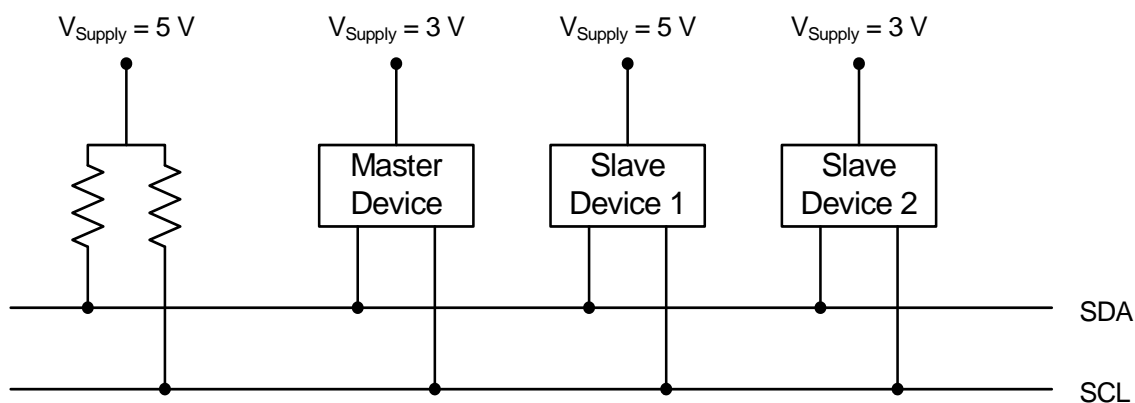 VSupply = 5 V
VSupply = 3 V
VSupply = 5 V
VSupply = 3 V
Master
Device
Slave
Device 1
Slave
Device 2
SDA
SCL